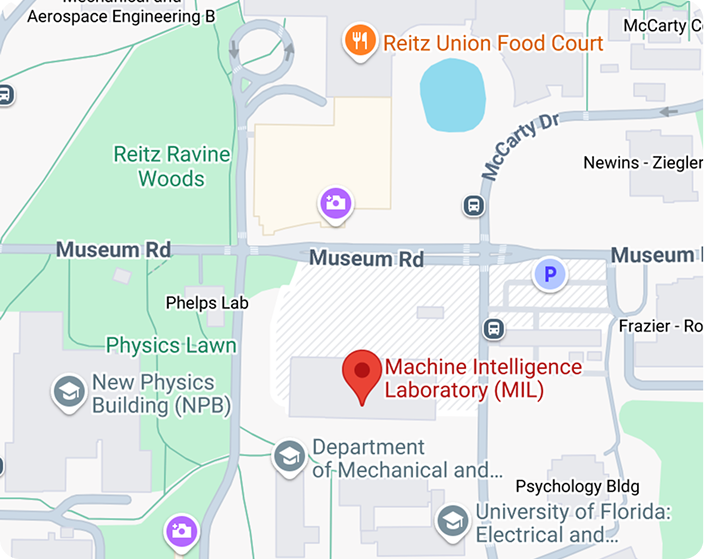 Mechanical and
Aerospace Engineering B
Reitz Union Food Court
McCarty C
McCarty Dr
Reitz Ravine
Woods
Newins - Ziegler
Museum Rd
Museum Rd
Museum
P
Phelps Lab
Physics Lawn
Frazier - Ro
Machine Intelligence
Laboratory (MIL)
New Physics
Building (NPB)
Department
of Mechanical and...
Psychology Bldg
University of Florida:
Electrical and...